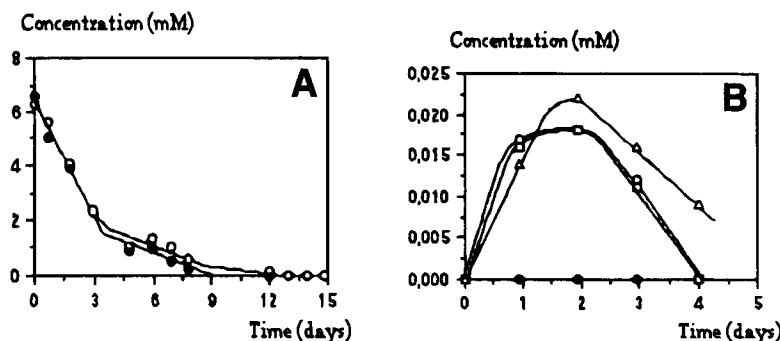 Concentration (mM)
8
6
4
2
0
A
0 3 6 9 12 15
Time (days)
Concentration (mM)
0,025
0,020
0,015
0,010
0,005
0,000
B
0 1 2 3 4 5
Time (days)